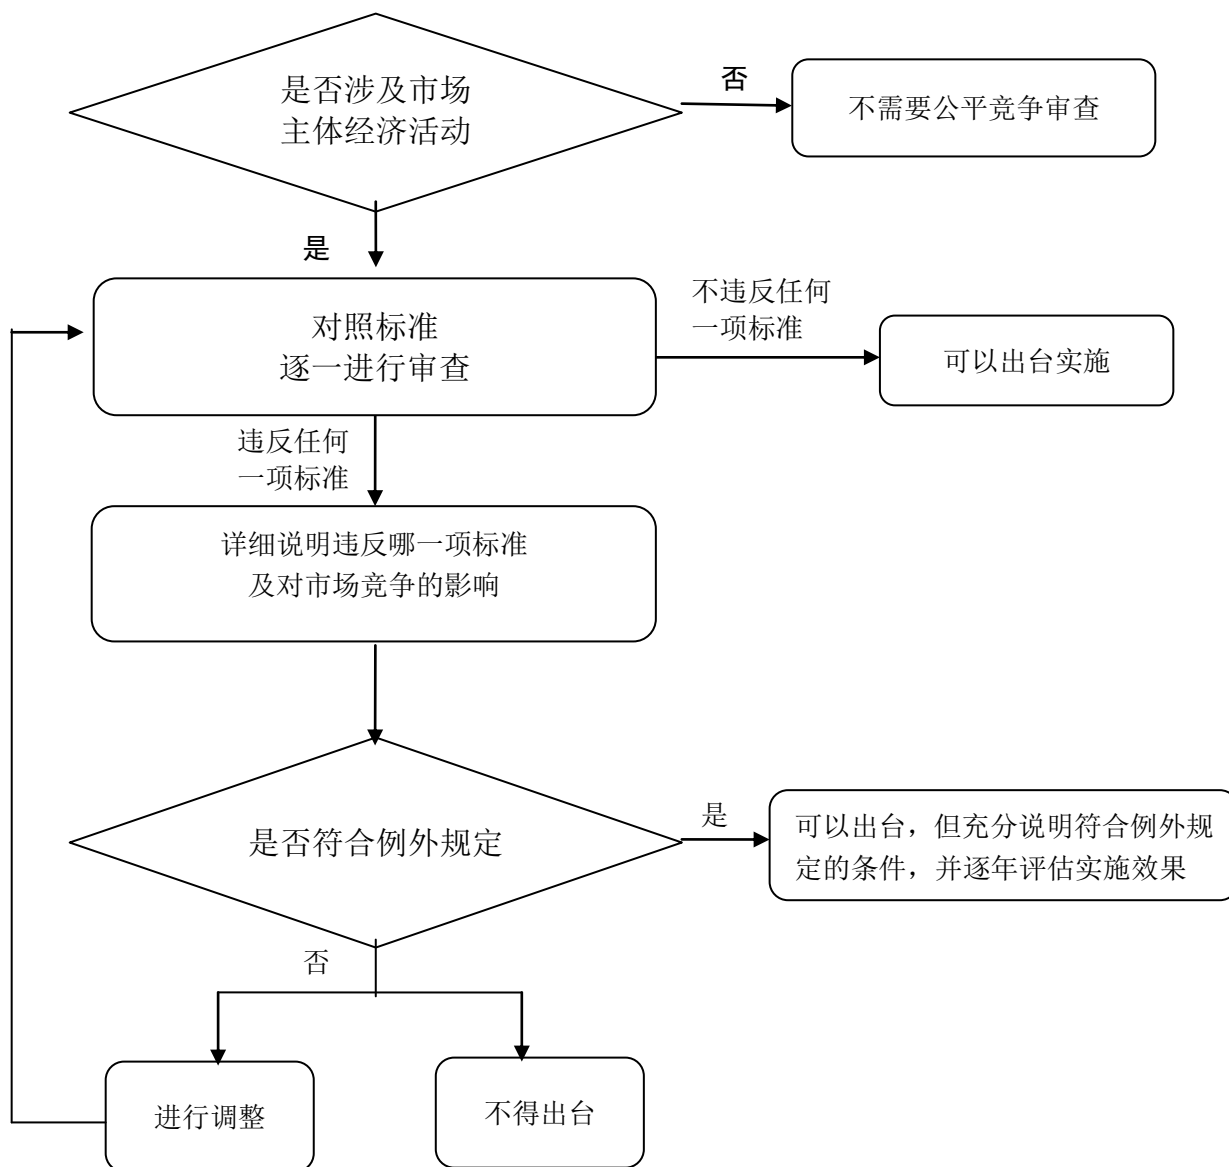 是否涉及市场
主体经济活动
否
不需要公平竞争审查
是
对照标准
逐一进行审查
不违反任何
一项标准
可以出台实施
违反任何
一项标准
详细说明违反哪一项标准
及对市场竞争的影响
是否符合例外规定
是
可以出台，但充分说明符合例外规
定的条件，并逐年评估实施效果
否
进行调整
不得出台